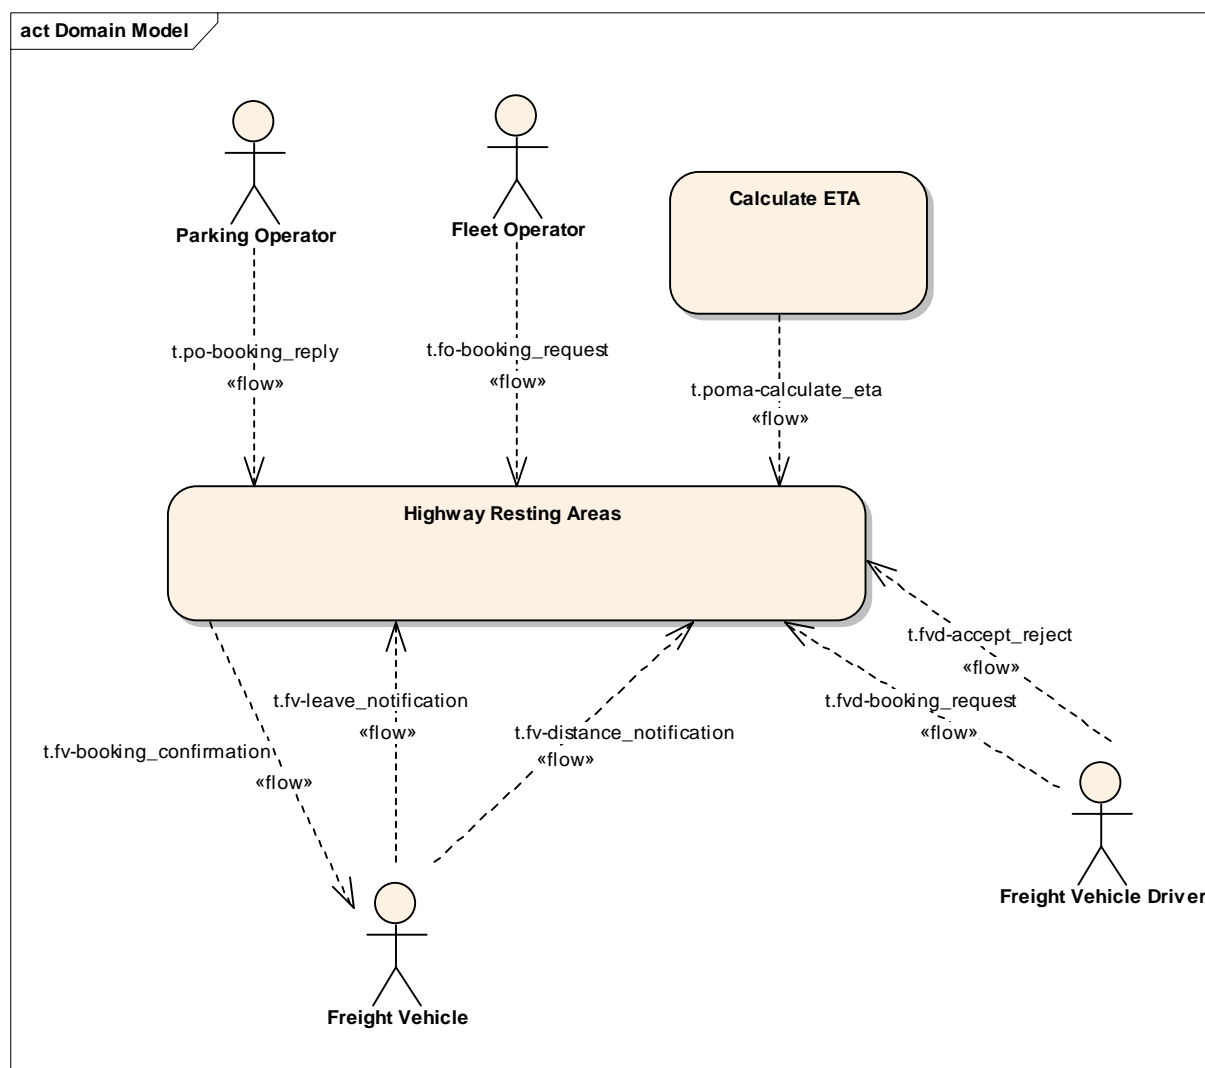 act Domain Model
Parking Operator
Fleet Operator
Calculate ETA
t.po-booking_reply
«flow»
t.fo-booking_request
«flow»
t.poma-calculate_eta
«flow»
Highway Resting Areas
t.fvd-accept_reject
«flow»
t.fv-leave_notification
«flow»
t.fvd-booking_request
«flow»
t.fv-distance_notification
«flow»
t.fv-booking_confirmation
«flow»
Freight Vehicle Driver
Freight Vehicle